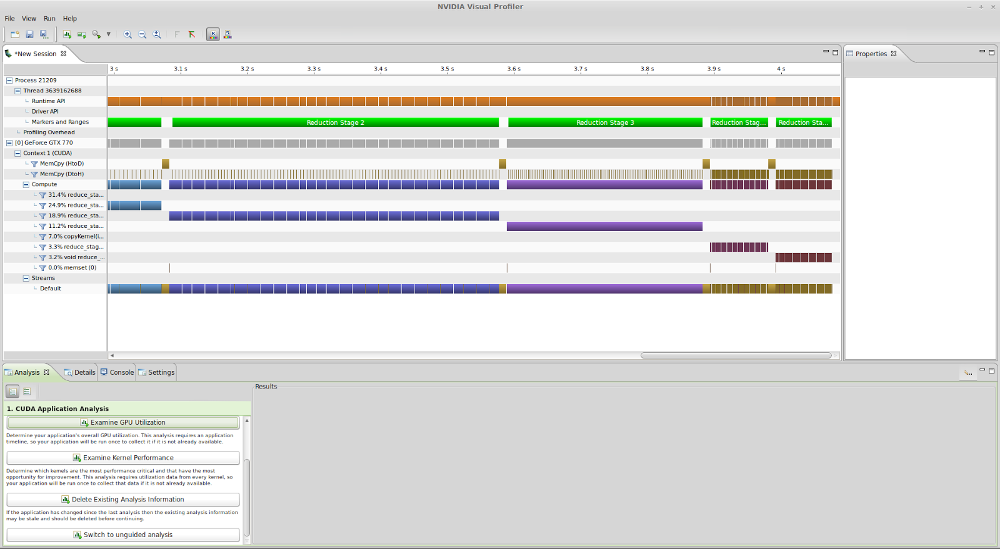 NVIDIA Visual Profiler
File View Run Help
*New Session
Properties
3 s 3.1 s 3.2 s 3.3 s 3.4 s 3.5 s 3.6 s 3.7 s 3.8 s 3.9 s 4 s
Process 21209
Thread 3639162688
Runtime API
Driver API
Markers and Ranges
Reduction Stage 2 Reduction Stage 3 Reduction Stag... Reduction Sta...
Profiling Overhead
[0] GeForce GTX 770
Context 1 (CUDA)
MemCpy (HtoD)
MemCpy (DtoH)
Compute
31.4% reduce_sta...
24.9% reduce_sta...
18.9% reduce_sta...
11.2% reduce_sta...
7.0% copyKernel(i...
3.3% reduce_stag...
3.2% void reduce_...
0.0% memset (0)
Streams
Default
Analysis Details Console Settings
Results
1. CUDA Application Analysis
Examine GPU Utilization
Determine your application's overall GPU utilization. This analysis requires an application
timeline, so your application will be run once to collect it if it is not already available.
Examine Kernel Performance
Determine which kernels are the most performance critical and that have the most
opportunity for improvement. This analysis requires utilization data from every kernel, so
your application will be run once to collect that data if it is not already available.
Delete Existing Analysis Information
If the application has changed since the last analysis then the existing analysis information
may be stale and should be deleted before continuing.
Switch to unguided analysis